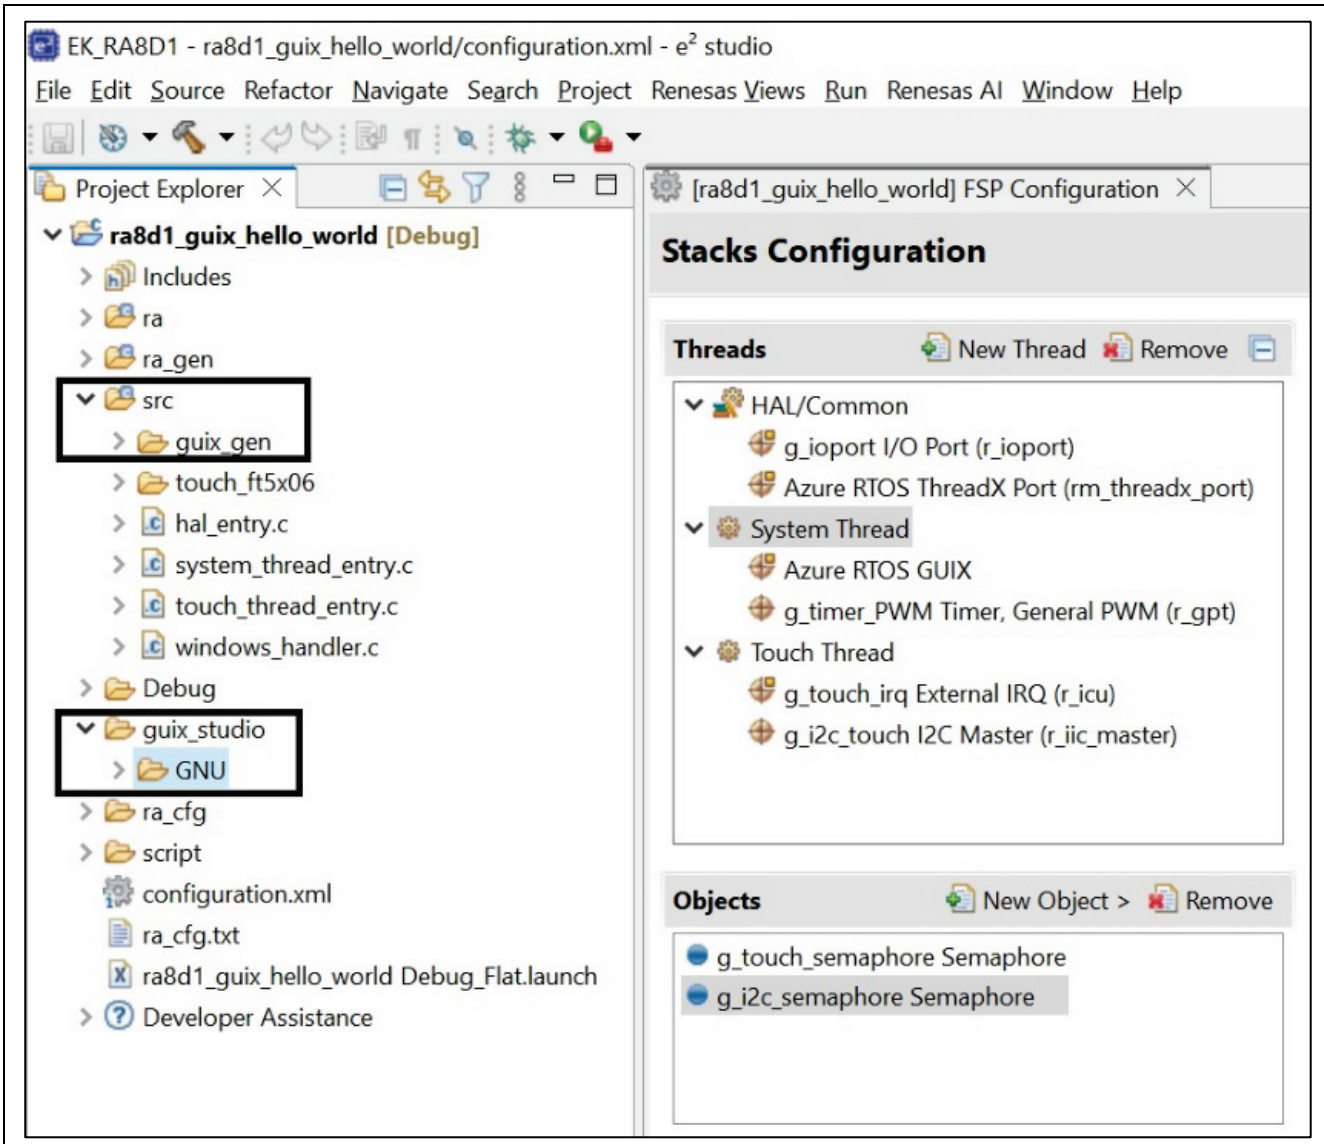 EK_RA8D1 - ra8d1_guix_hello_world/configuration.xml - e² studio
File Edit Source Refactor Navigate Search Project Renesas Views Run Renesas AI Window Help
Project Explorer
ra8d1_guix_hello_world [Debug]
Includes
ra
ra_gen
src
guix_gen
touch_ft5x06
hal_entry.c
system_thread_entry.c
touch_thread_entry.c
windows_handler.c
Debug
guix_studio
GNU
ra_cfg
script
configuration.xml
ra_cfg.txt
ra8d1_guix_hello_world Debug_Flat.launch
Developer Assistance
[ra8d1_guix_hello_world] FSP Configuration
Stacks Configuration
Threads New Thread Remove
HAL/Common
g_ioport I/O Port (r_ioport)
Azure RTOS ThreadX Port (rm_threadx_port)
System Thread
Azure RTOS GUIX
g_timer_PWM Timer, General PWM (r_gpt)
Touch Thread
g_touch_irq External IRQ (r_icu)
g_i2c_touch I2C Master (r_iic_master)
Objects New Object > Remove
g_touch_semaphore Semaphore
g_i2c_semaphore Semaphore